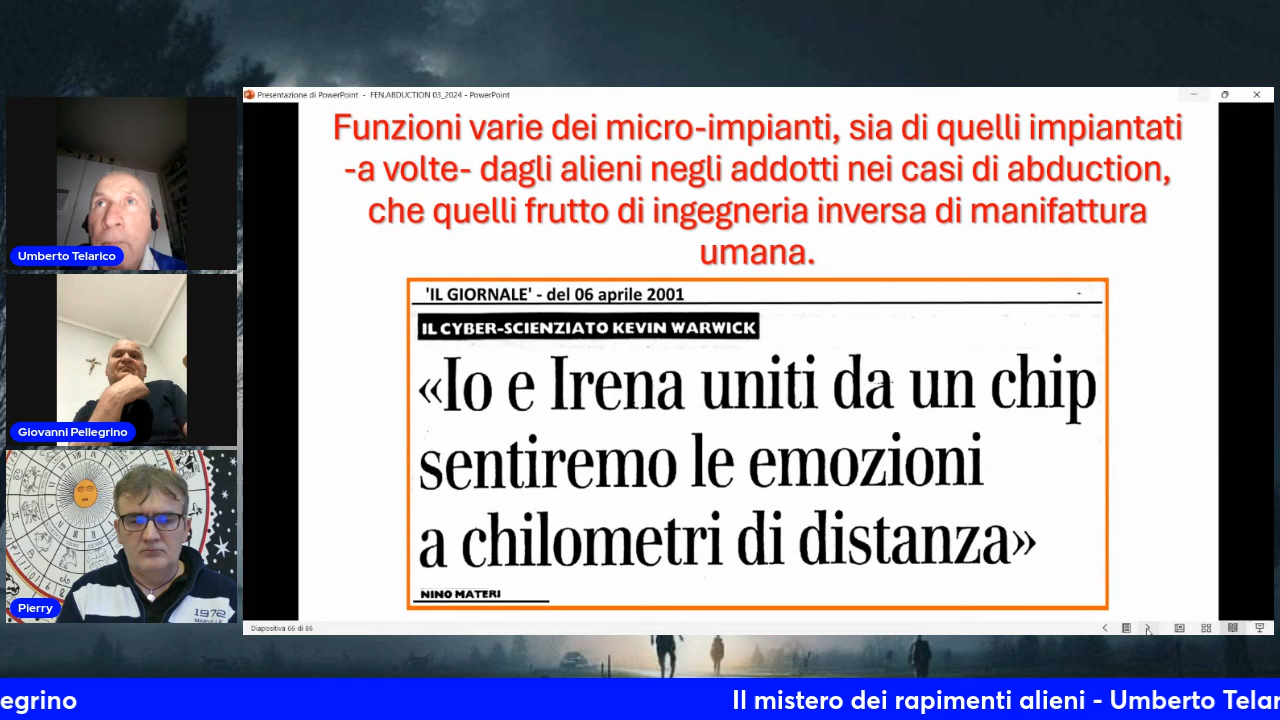 Presentazione di PowerPoint - FEN.ABDUCTION 03_2024 - PowerPoint
Funzioni varie dei micro-impianti, sia di quelli impiantati
-a volte- dagli alieni negli addotti nei casi di abduction,
che quelli frutto di ingegneria inversa di manifattura
umana.
'IL GIORNALE' - del 06 aprile 2001
IL CYBER-SCIENZIATO KEVIN WARWICK
«Io e Irena uniti da un chip
sentiremo le emozioni
a chilometri di distanza»
NINO MATERI
Diapositiva 66 di 86
Umberto Telarico
Giovanni Pellegrino
Pierry
1972
egrino
Il mistero dei rapimenti alieni - Umberto Telar